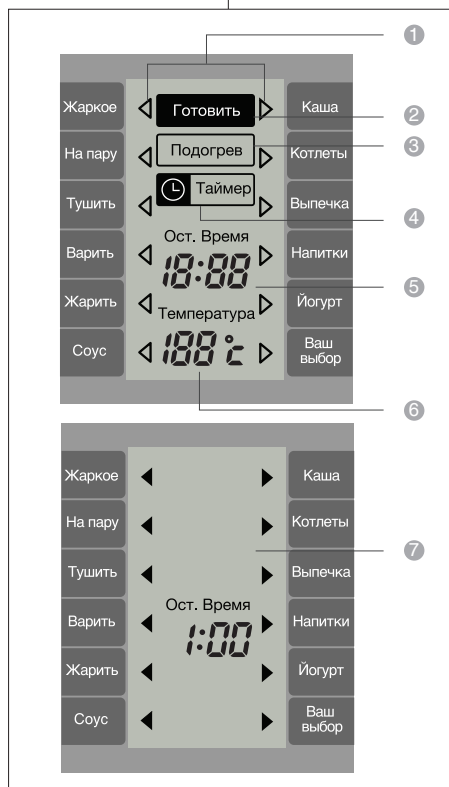 1
Жаркое
Готовить
Каша
2
3
На пару
Подогрев
Котлеты
Тушить
Таймер
Выпечка
4
Ост. Время
Варить
18:88
Напитки
5
Жарить
Температура
Йогурт
Соус
188 °c
Ваш
выбор
6
Жаркое
Каша
На пару
Котлеты
7
Тушить
Выпечка
Ост. Время
Варить
1:00
Напитки
Жарить
Йогурт
Соус
Ваш
выбор